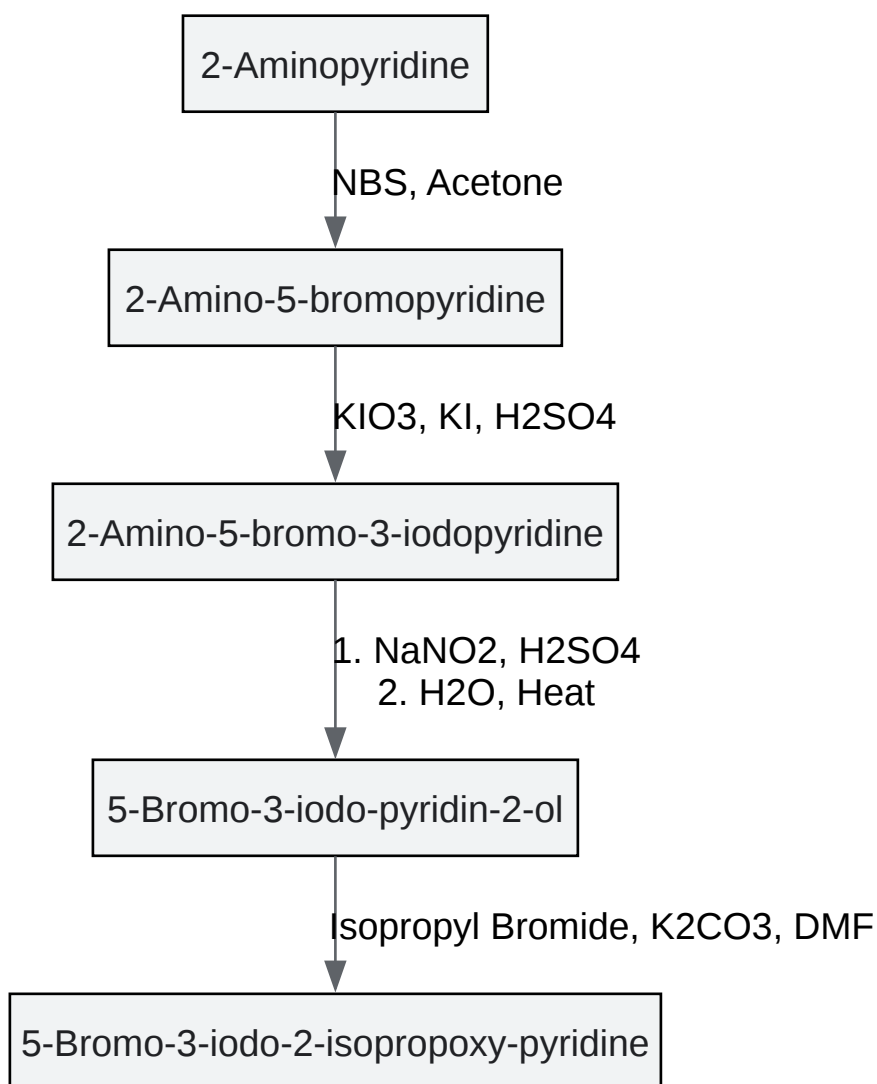 2-Aminopyridine
NBS, Acetone
2-Amino-5-bromopyridine
KIO3, KI, H2SO4
2-Amino-5-bromo-3-iodopyridine
1. NaNO2, H2SO4
2. H2O, Heat
5-Bromo-3-iodo-pyridin-2-ol
Isopropyl Bromide, K2CO3, DMF
5-Bromo-3-iodo-2-isopropoxy-pyridine